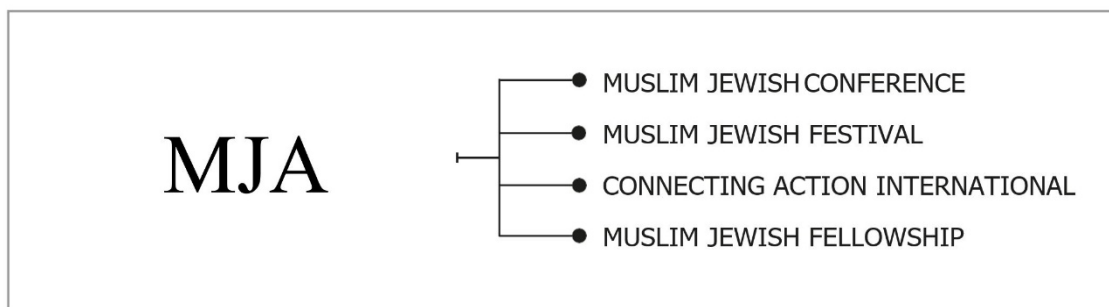 MJA
MUSLIM JEWISH CONFERENCE
MUSLIM JEWISH FESTIVAL
CONNECTING ACTION INTERNATIONAL
MUSLIM JEWISH FELLOWSHIP